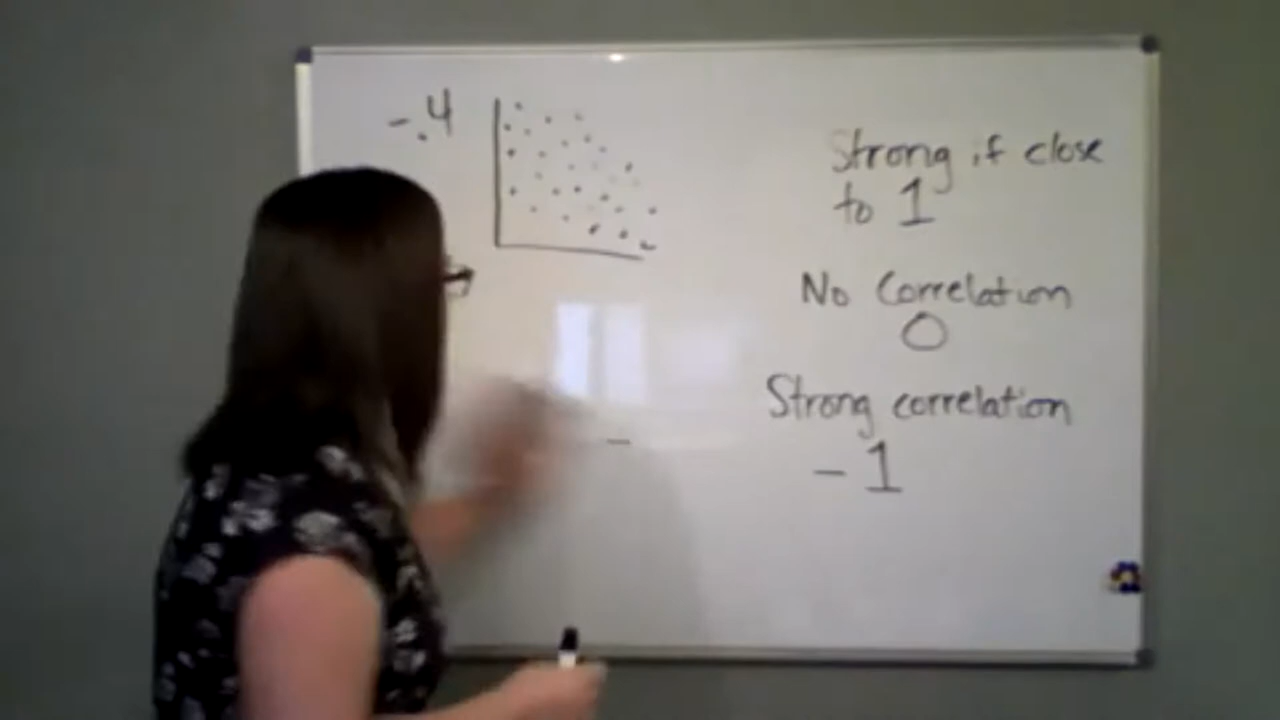 -.4
Strong if close
to 1
No Correlation
0
Strong correlation
-1